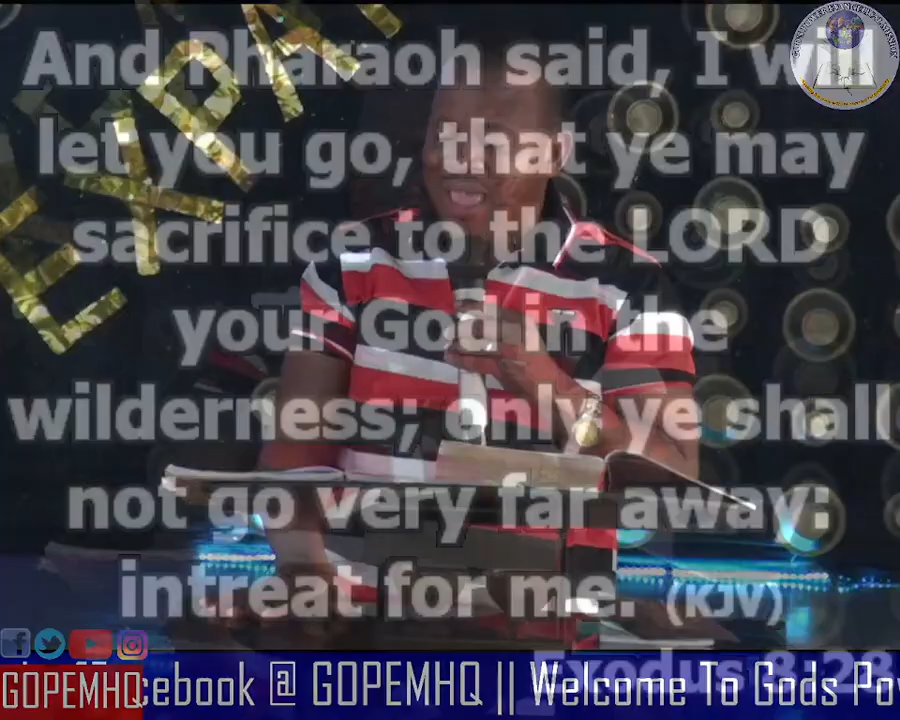 And Pharaoh said, I will
let you go, that ye may
sacrifice to the LORD
your God in the
wilderness; only ye shall
not go very far away:
intreat for me. (KJV)
Exodus 8:28
GOPEMHQ
cebook @ GOPEMHQ || Welcome To Gods Po